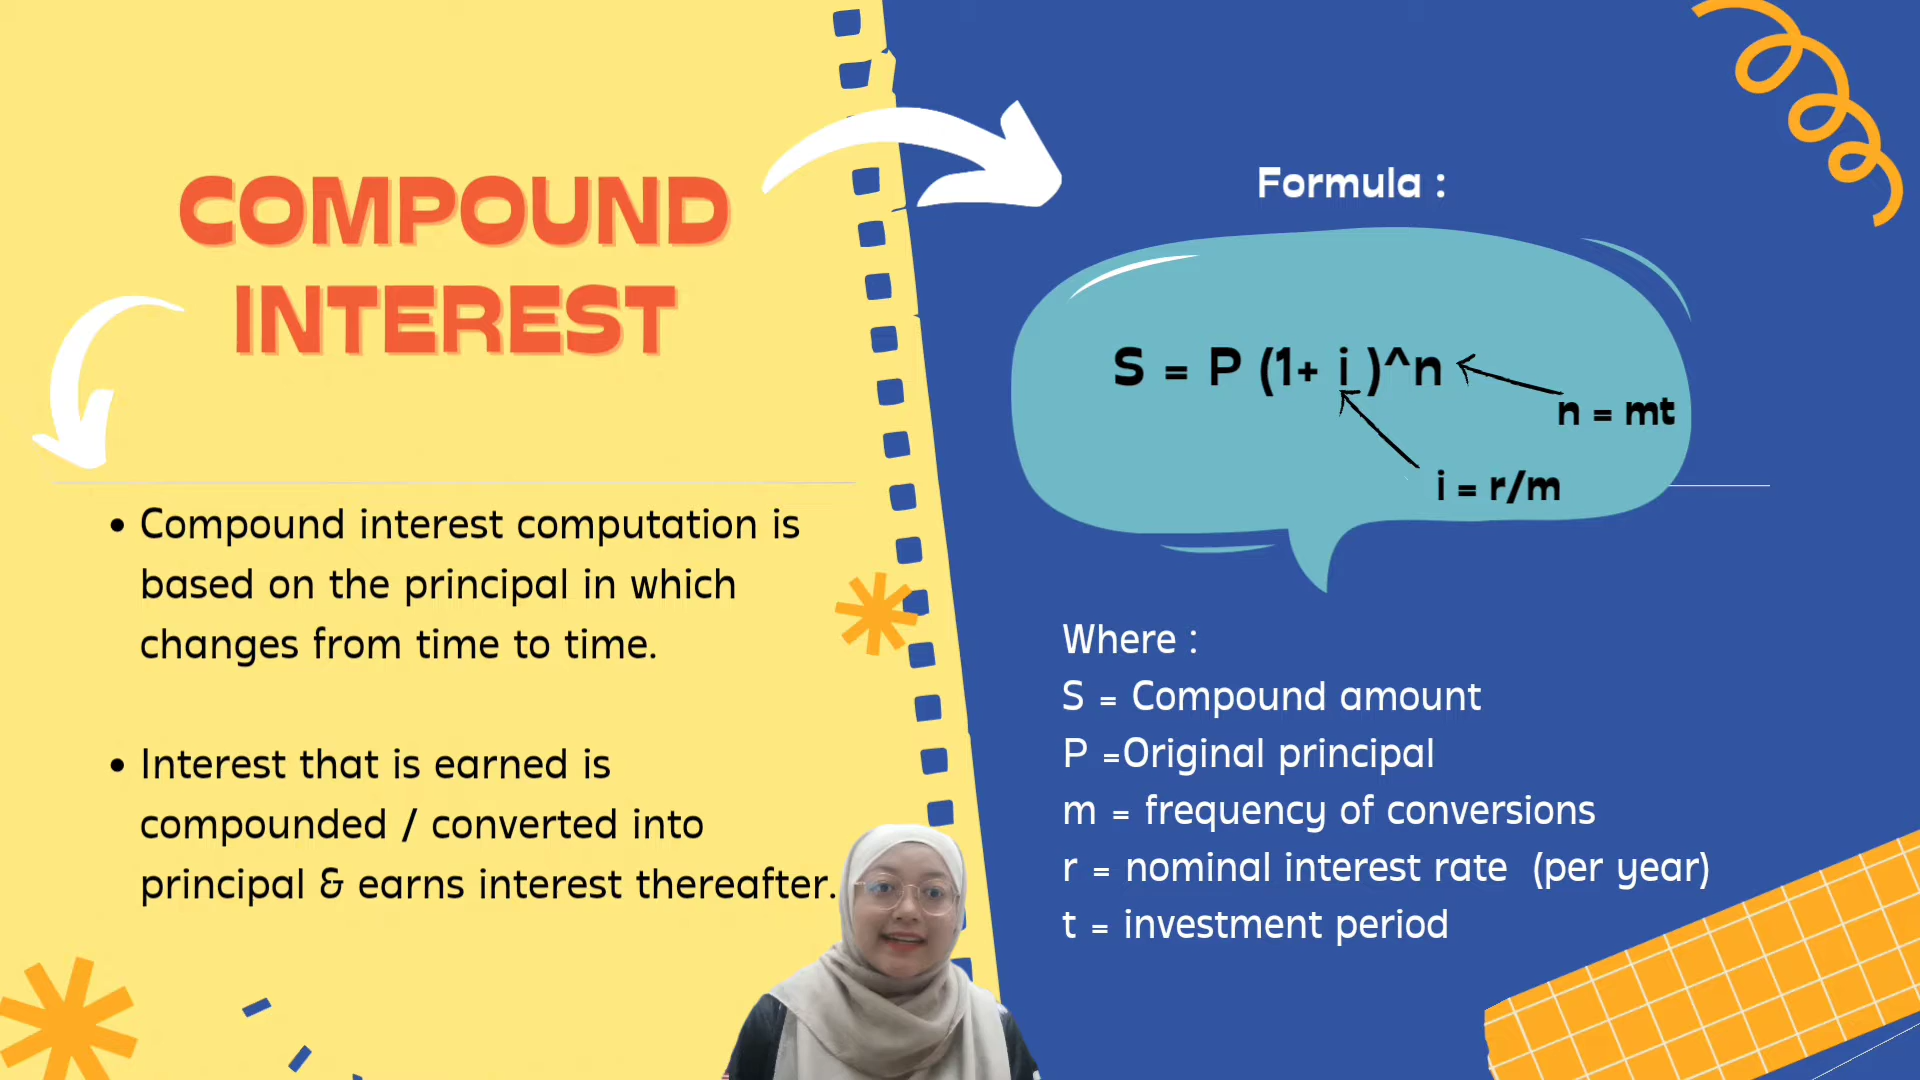 COMPOUND
INTEREST
• Compound interest computation is
based on the principal in which
changes from time to time.
• Interest that is earned is
compounded / converted into
principal & earns interest thereafter.
Formula :
S = P (1+ i )^n
n = mt
i = r/m
Where :
S = Compound amount
P =Original principal
m = frequency of conversions
r = nominal interest rate (per year)
t = investment period